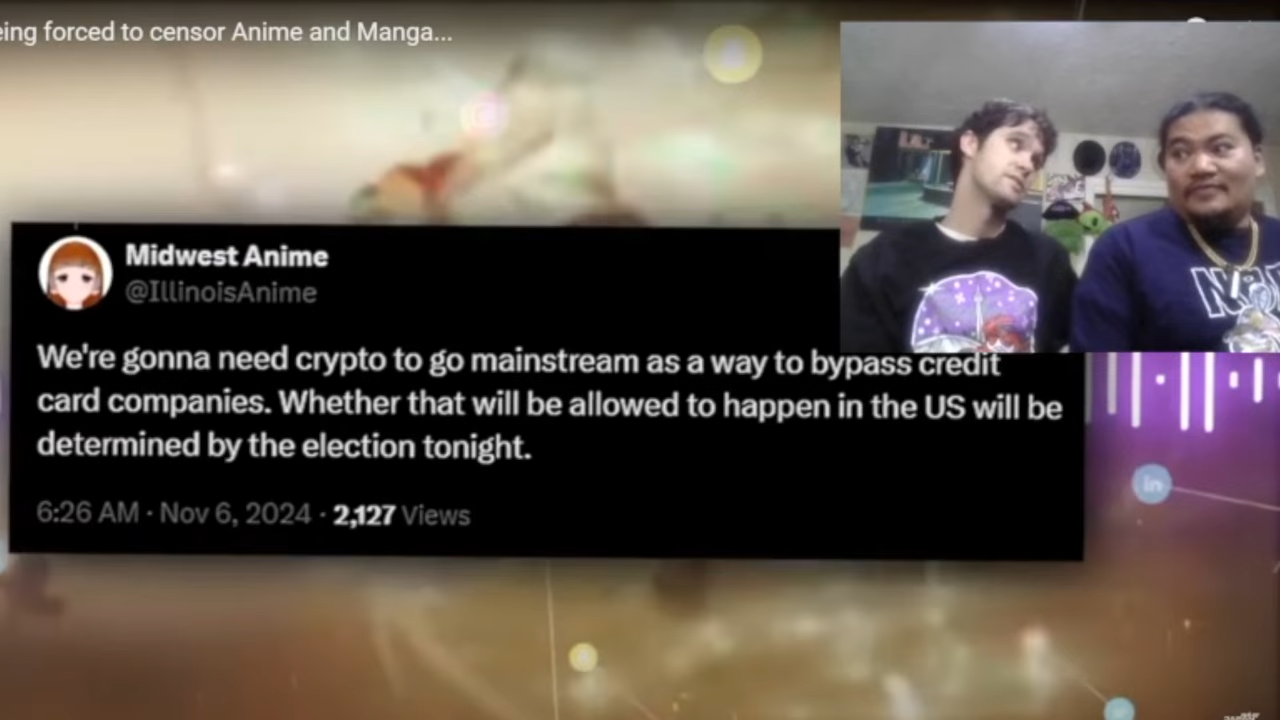 eing forced to censor Anime and Manga...
Midwest Anime
@IllinoisAnime
We're gonna need crypto to go mainstream as a way to bypass credit
card companies. Whether that will be allowed to happen in the US will be
determined by the election tonight.
6:26 AM · Nov 6, 2024 · 2,127 Views
in